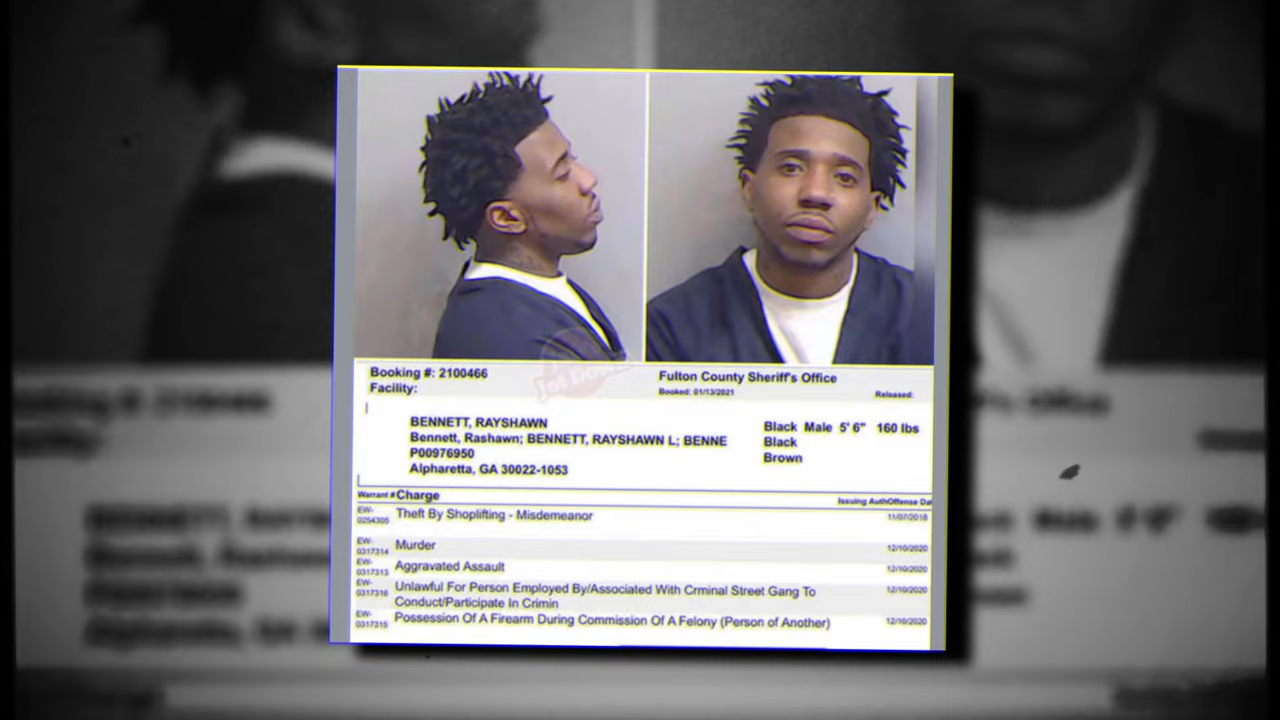 Booking #: 2100466
Facility:
Fulton County Sheriff's Office
Booked: 01/13/2021 Released:
BENNETT, RAYSHAWN
Bennett, Rashawn; BENNETT, RAYSHAWN L; BENNE
P00976950
Alpharetta, GA 30022-1053
Black Male 5' 6" 160 lbs
Black
Brown
Warrant # Charge Issuing Auth Offense Da
EW-
0254305 Theft By Shoplifting - Misdemeanor 11/07/2018
EW-
0317314 Murder 12/10/2020
EW-
0317313 Aggravated Assault 12/10/2020
EW-
0317316 Unlawful For Person Employed By/Associated With Crminal Street Gang To 12/10/2020
Conduct/Participate In Crimin
EW-
0317315 Possession Of A Firearm During Commission Of A Felony (Person of Another) 12/10/2020